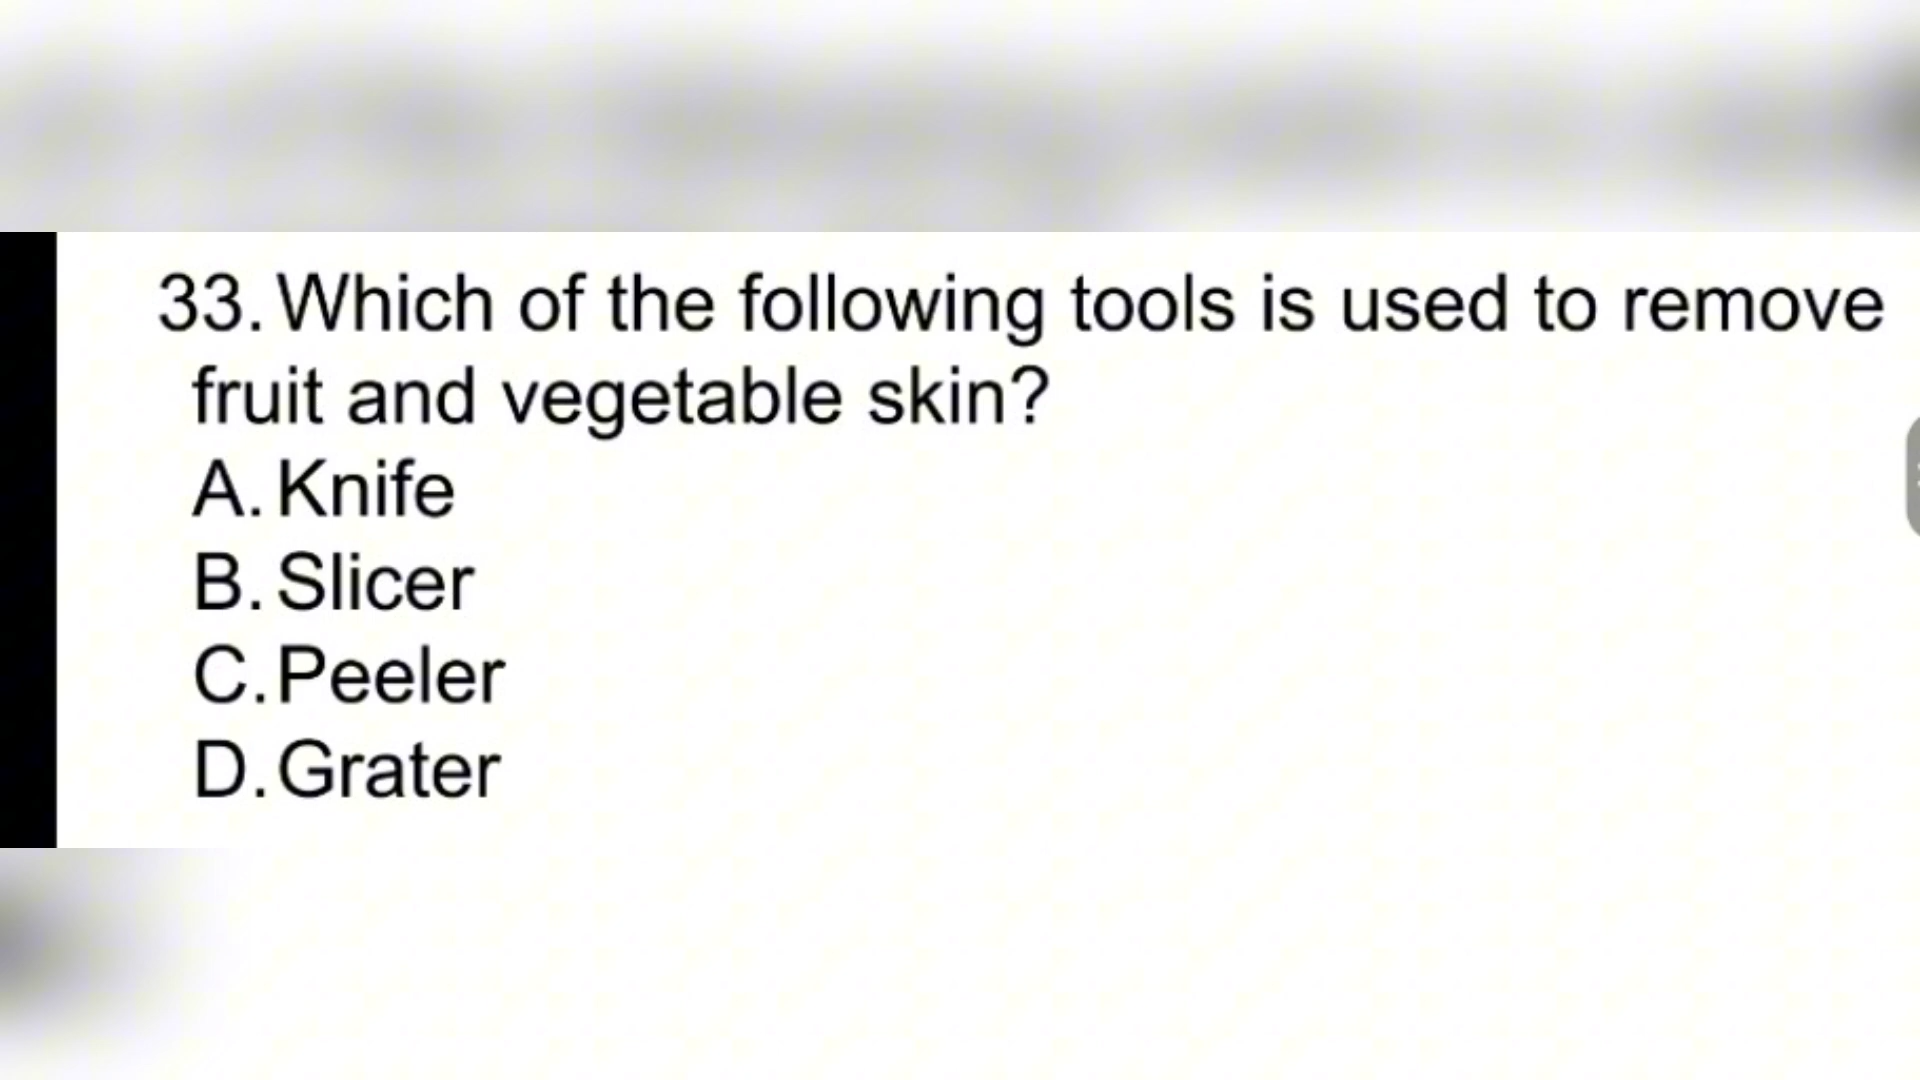 33. Which of the following tools is used to remove
fruit and vegetable skin?
A. Knife
B. Slicer
C. Peeler
D. Grater